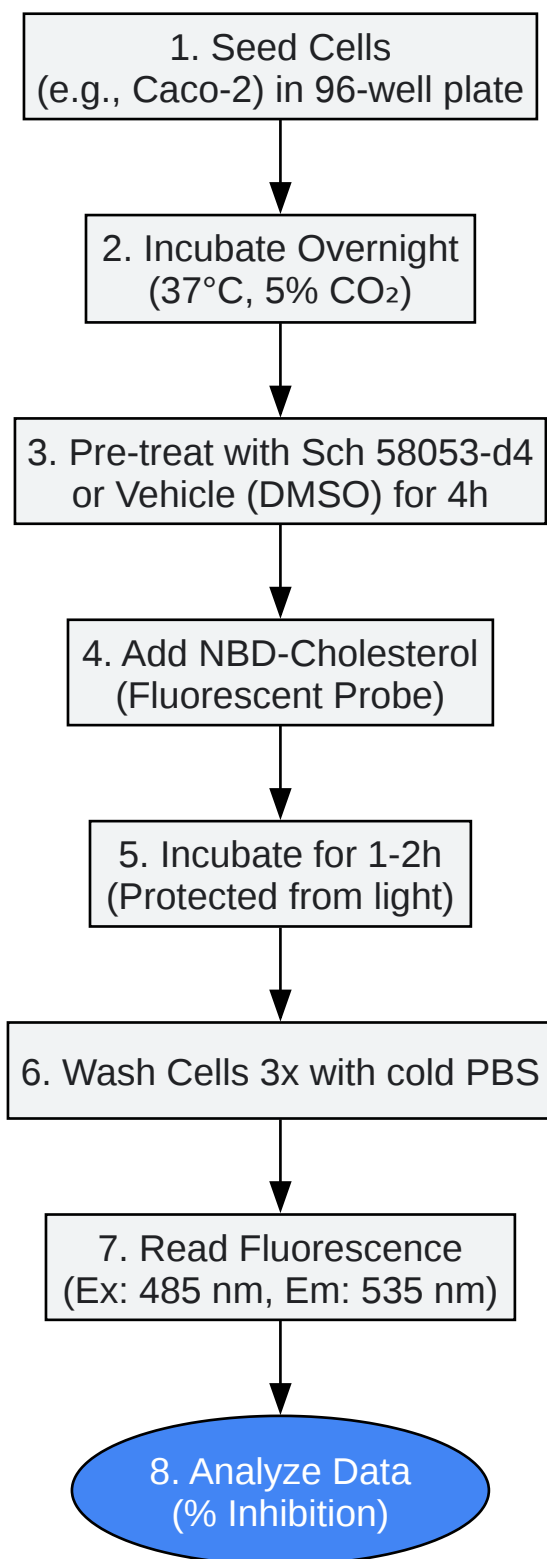 1. Seed Cells
(e.g., Caco-2) in 96-well plate
2. Incubate Overnight
(37°C, 5% CO₂)
3. Pre-treat with Sch 58053-d4
or Vehicle (DMSO) for 4h
4. Add NBD-Cholesterol
(Fluorescent Probe)
5. Incubate for 1-2h
(Protected from light)
6. Wash Cells 3x with cold PBS
7. Read Fluorescence
(Ex: 485 nm, Em: 535 nm)
8. Analyze Data
(% Inhibition)